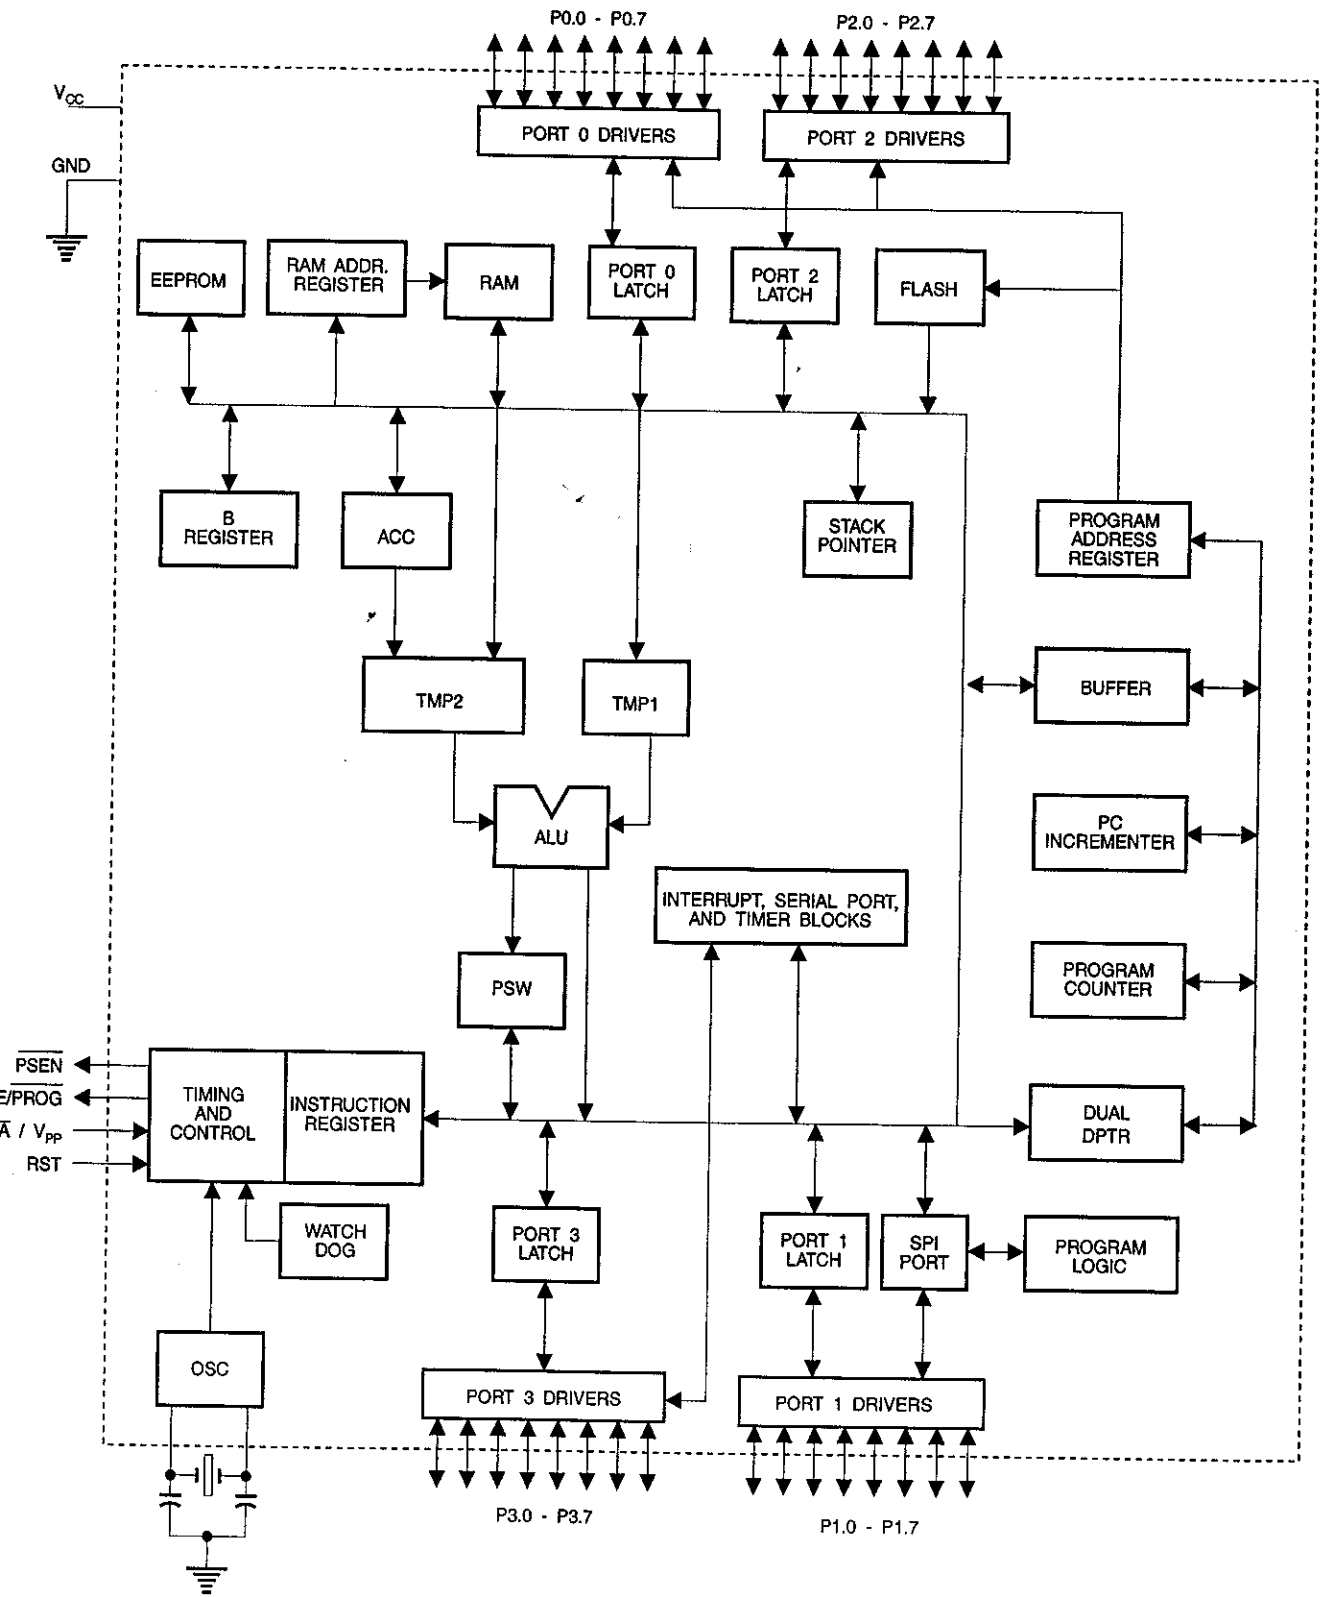 P0.0 - P0.7
P2.0 - P2.7
VCC
GND
PORT 0 DRIVERS
PORT 2 DRIVERS
EEPROM
RAM ADDR.
REGISTER
RAM
PORT 0
LATCH
PORT 2
LATCH
FLASH
B
REGISTER
ACC
STACK
POINTER
PROGRAM
ADDRESS
REGISTER
TMP2
TMP1
BUFFER
ALU
PC
INCREMENTER
INTERRUPT, SERIAL PORT,
AND TIMER BLOCKS
PSW
PROGRAM
COUNTER
PSEN
E/PROG
A / VPP
RST
TIMING
AND
CONTROL
INSTRUCTION
REGISTER
DUAL
DPTR
WATCH
DOG
PORT 3
LATCH
PORT 1
LATCH
SPI
PORT
PROGRAM
LOGIC
OSC
PORT 3 DRIVERS
PORT 1 DRIVERS
P3.0 - P3.7
P1.0 - P1.7